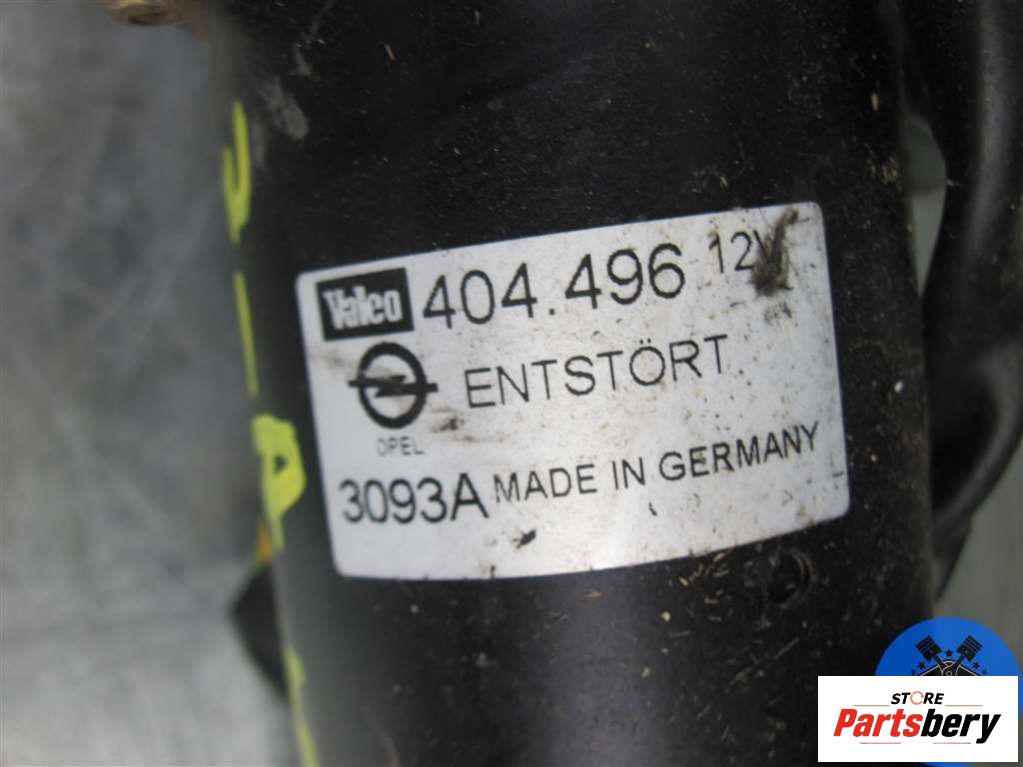 Valeo 404.496 12V
ENTSTÖRT
OPEL
3093A MADE IN GERMANY
STORE
Partsbery